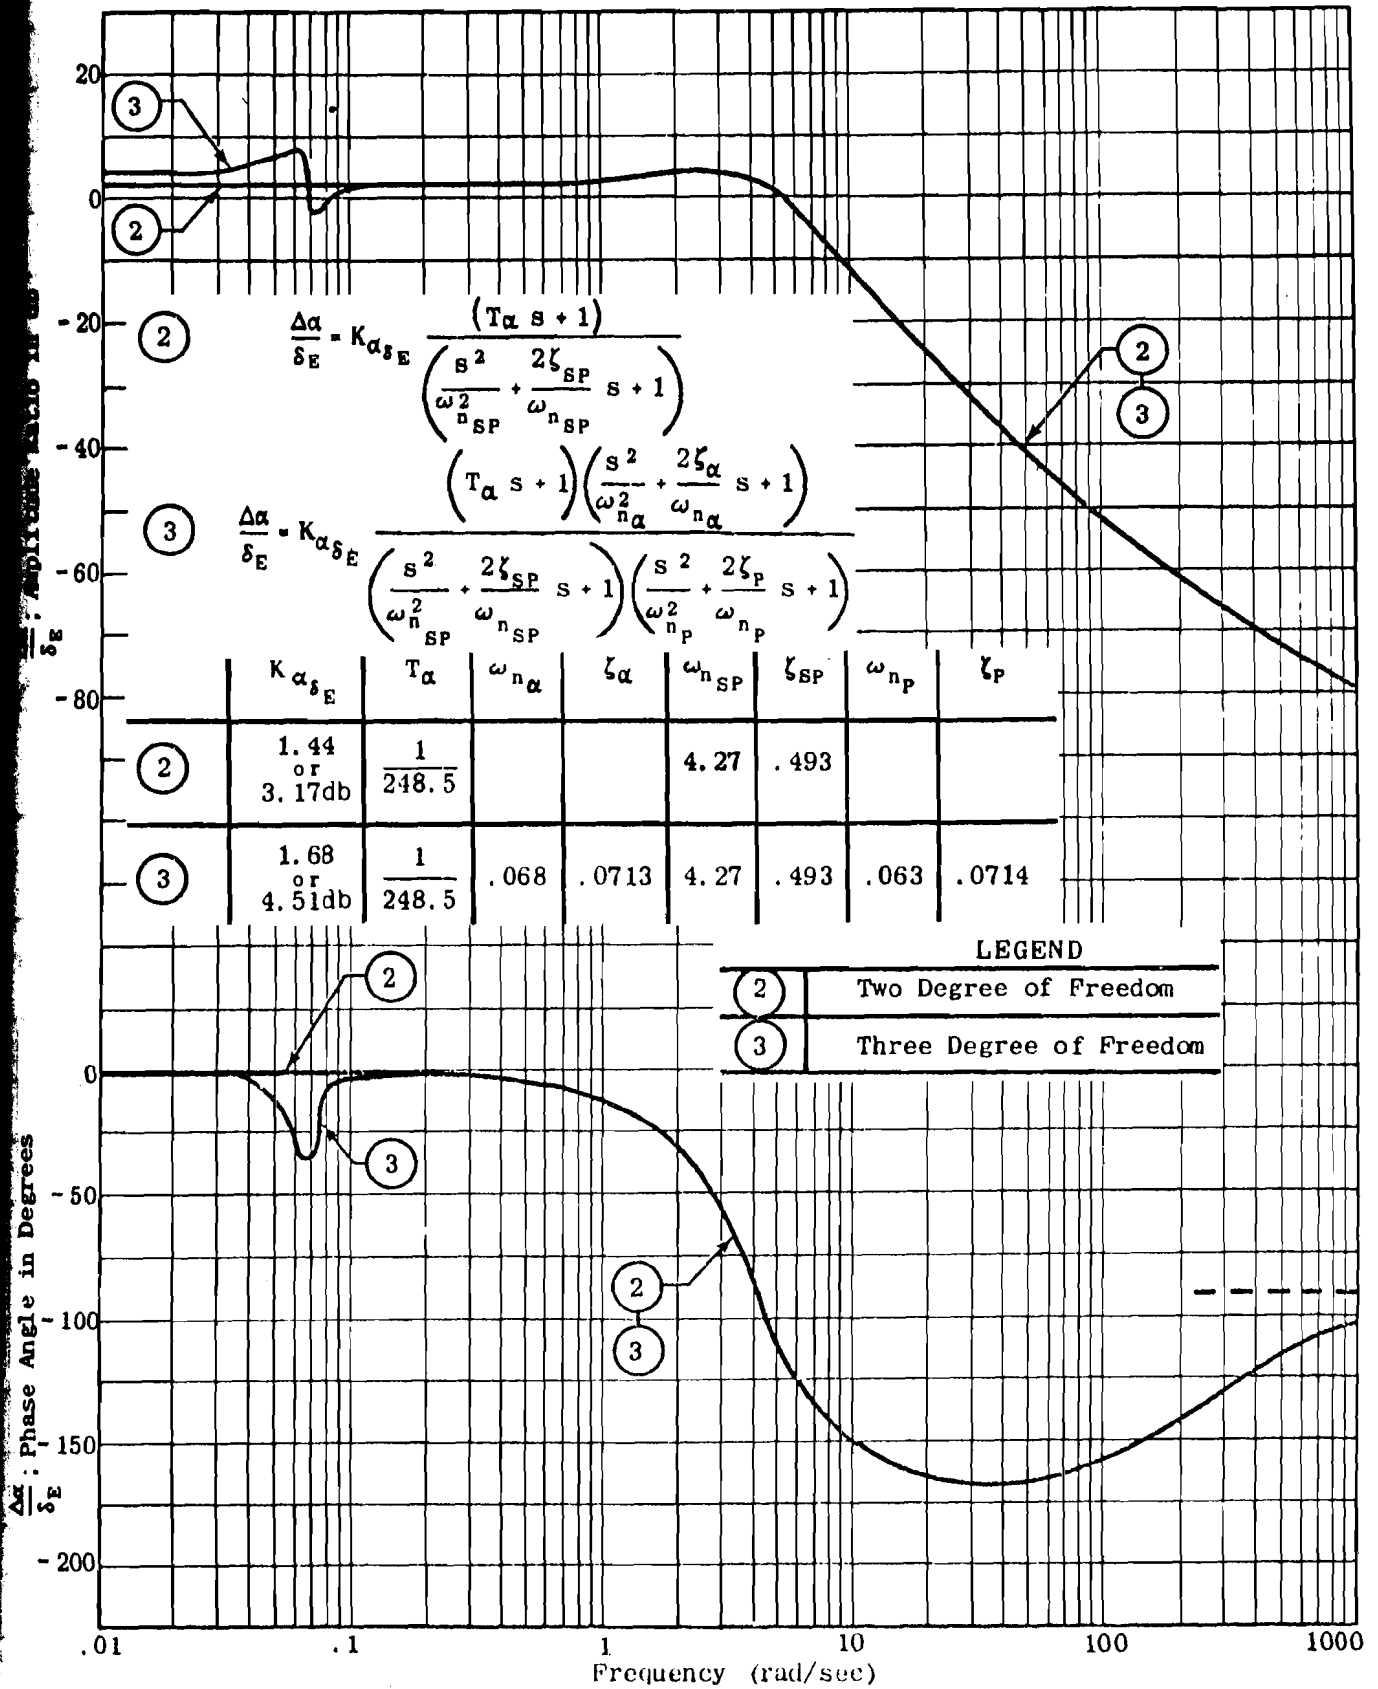 20
3
0
2
-20
2
Δα/δE = KαδE (Tα s + 1) / (s²/ω²nSP + 2ζSP/ωnSP s + 1)
2
3
-40
3
Δα/δE = KαδE (Tα s + 1)(s²/ω²nα + 2ζα/ωnα s + 1) / (s²/ω²nSP + 2ζSP/ωnSP s + 1)(s²/ω²nP + 2ζP/ωnP s + 1)
-60
δE ; Amplitude Ratio in db
-80
KαδE Tα ωnα ζα ωnSP ζSP ωnP ζP
2 1.44 or 3.17db 1/248.5 4.27 .493
3 1.68 or 4.51db 1/248.5 .068 .0713 4.27 .493 .063 .0714
LEGEND
2 Two Degree of Freedom
3 Three Degree of Freedom
2
0
3
-50
2
3
-100
-150
-200
Δα/δE ; Phase Angle in Degrees
.01 .1 1 10 100 1000
Frequency (rad/sec)